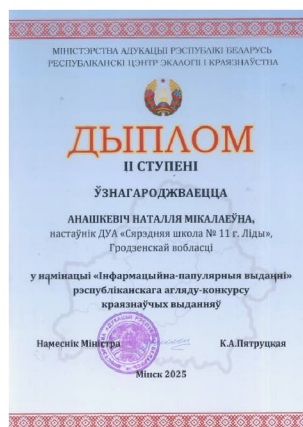 МІНІСТЭРСТВА АДУКАЦЫІ РЭСПУБЛІКІ БЕЛАРУСЬ
РЭСПУБЛІКАНСКІ ЦЭНТР ЭКАЛОГІІ І КРАЯЗНАЎСТВА
ДЫПЛОМ
ІІ СТУПЕНІ
ЎЗНАГАРОДЖВАЕЦЦА
АНАШКЕВІЧ НАТАЛЛЯ МІКАЛАЕЎНА,
настаўнік ДУА «Сярэдняя школа № 11 г. Ліды»,
Гродзенскай вобласці
у намінацыі «Інфармацыйна-папулярныя выданні»
рэспубліканскага агляду-конкурсу
краязнаўчых выданняў
Намеснік Міністра К.А.Пятруцкая
Мінск 2025